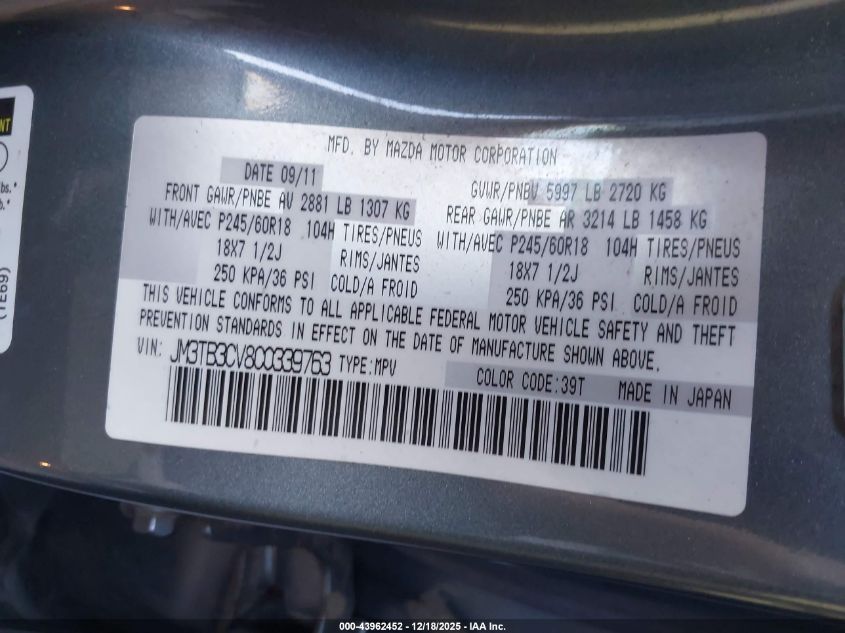 NT
lbs.*
b.*
(TE69)
MFD. BY MAZDA MOTOR CORPORATION
DATE 09/11 GVWR/PNBV 5997 LB 2720 KG
FRONT GAWR/PNBE AV 2881 LB 1307 KG REAR GAWR/PNBE AR 3214 LB 1458 KG
WITH/AVEC P245/60R18 104H TIRES/PNEUS WITH/AVEC P245/60R18 104H TIRES/PNEUS
18X7 1/2J RIMS/JANTES 18X7 1/2J RIMS/JANTES
250 KPA/36 PSI COLD/A FROID 250 KPA/36 PSI COLD/A FROID
THIS VEHICLE CONFORMS TO ALL APPLICABLE FEDERAL MOTOR VEHICLE SAFETY AND THEFT
PREVENTION STANDARDS IN EFFECT ON THE DATE OF MANUFACTURE SHOWN ABOVE.
VIN: JM3TB3CV8C0339763 TYPE:MPV
COLOR CODE:39T MADE IN JAPAN
000-43962452 - 12/18/2025 - IAA Inc.